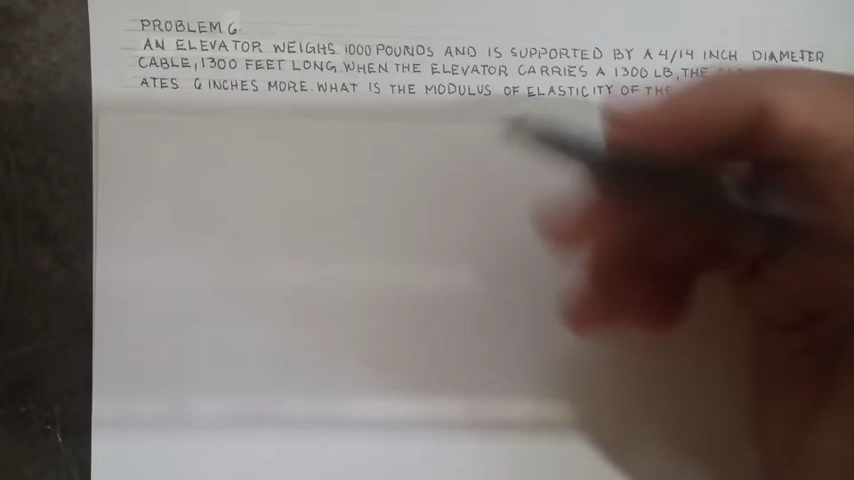 PROBLEM 6.
AN ELEVATOR WEIGHS 1000 POUNDS AND IS SUPPORTED BY A 4/14 INCH DIAMETER
CABLE, 1300 FEET LONG. WHEN THE ELEVATOR CARRIES A 1300 LB, THE
ATES 6 INCHES MORE. WHAT IS THE MODULUS OF ELASTICITY OF THE